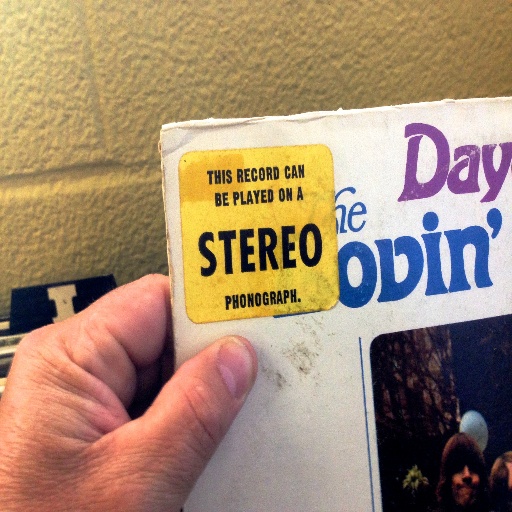 THIS RECORD CAN
BE PLAYED ON A
STEREO
PHONOGRAPH.
Day
he
ovin'